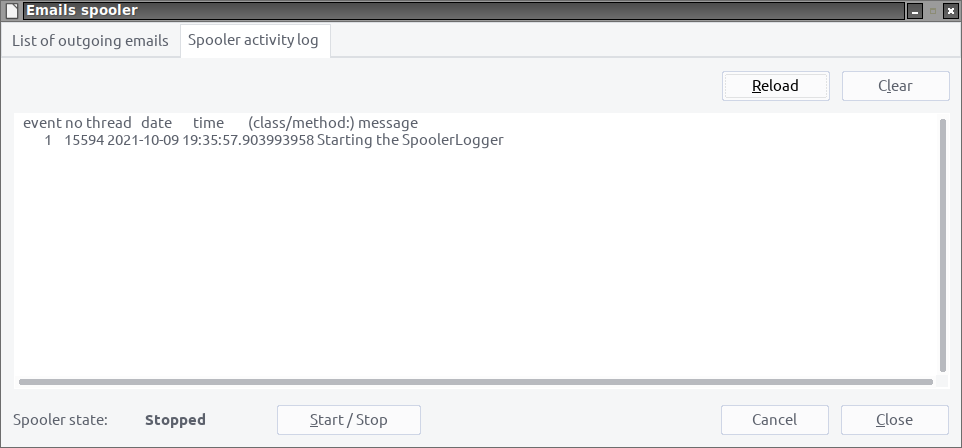 Emails spooler
List of outgoing emails Spooler activity log
Reload Clear
event no thread date time (class/method:) message
1 15594 2021-10-09 19:35:57.903993958 Starting the SpoolerLogger
Spooler state: Stopped Start / Stop Cancel Close